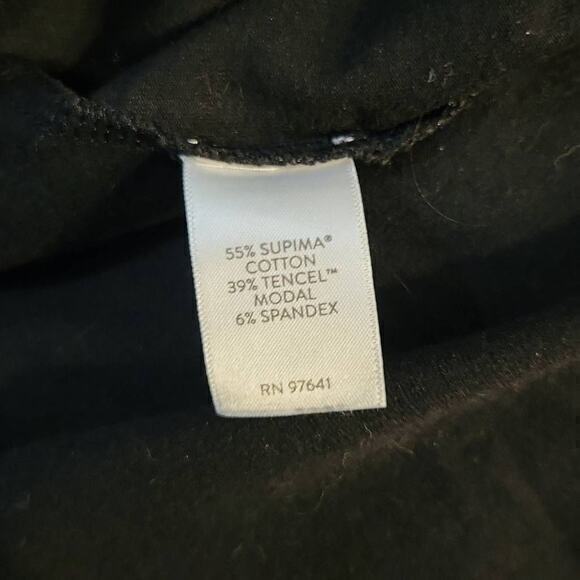 55% SUPIMA®
COTTON
39% TENCEL™
MODAL
6% SPANDEX
RN 97641